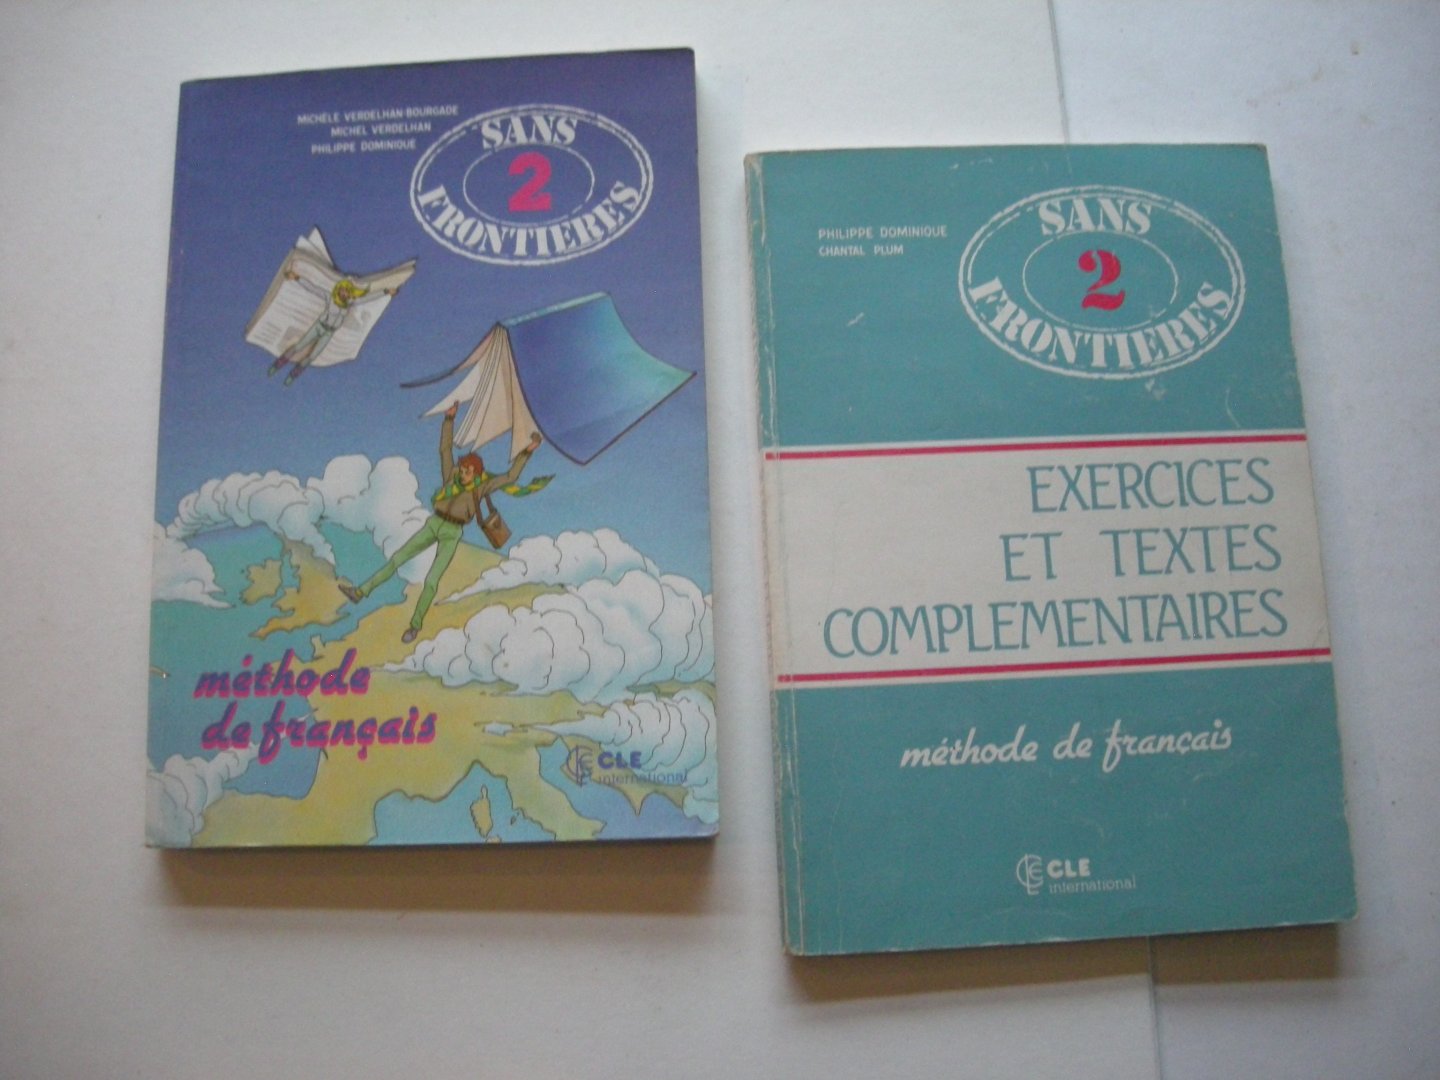 MICHÈLE VERDELHAN-BOURGADE
MICHEL VERDELHAN
PHILIPPE DOMINIQUE
SANS
2
FRONTIERES
méthode
de français
CLE
international
PHILIPPE DOMINIQUE
CHANTAL PLUM
SANS
2
FRONTIERES
EXERCICES
ET TEXTES
COMPLEMENTAIRES
méthode de français
CLE
international